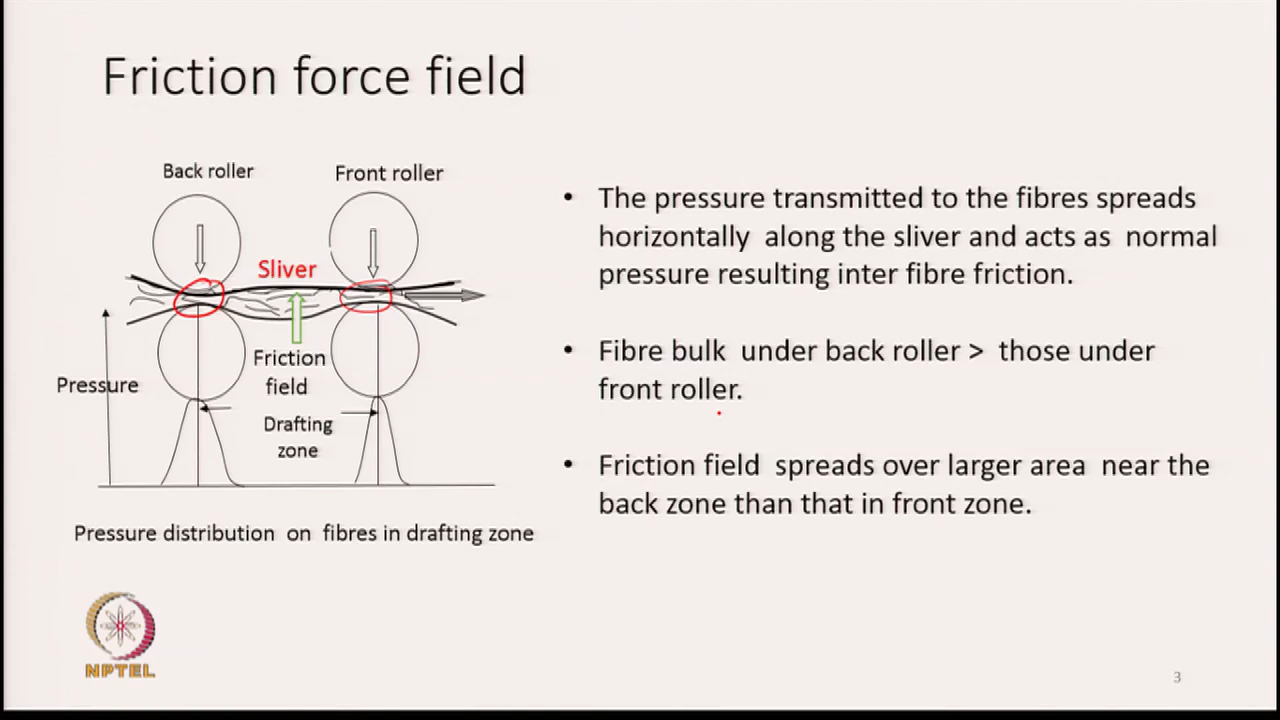 Friction force field
Back roller
Front roller
Sliver
Friction
field
Pressure
Drafting
zone
Pressure distribution on fibres in drafting zone
• The pressure transmitted to the fibres spreads
horizontally along the sliver and acts as normal
pressure resulting inter fibre friction.
• Fibre bulk under back roller > those under
front roller.
• Friction field spreads over larger area near the
back zone than that in front zone.
NPTEL
3